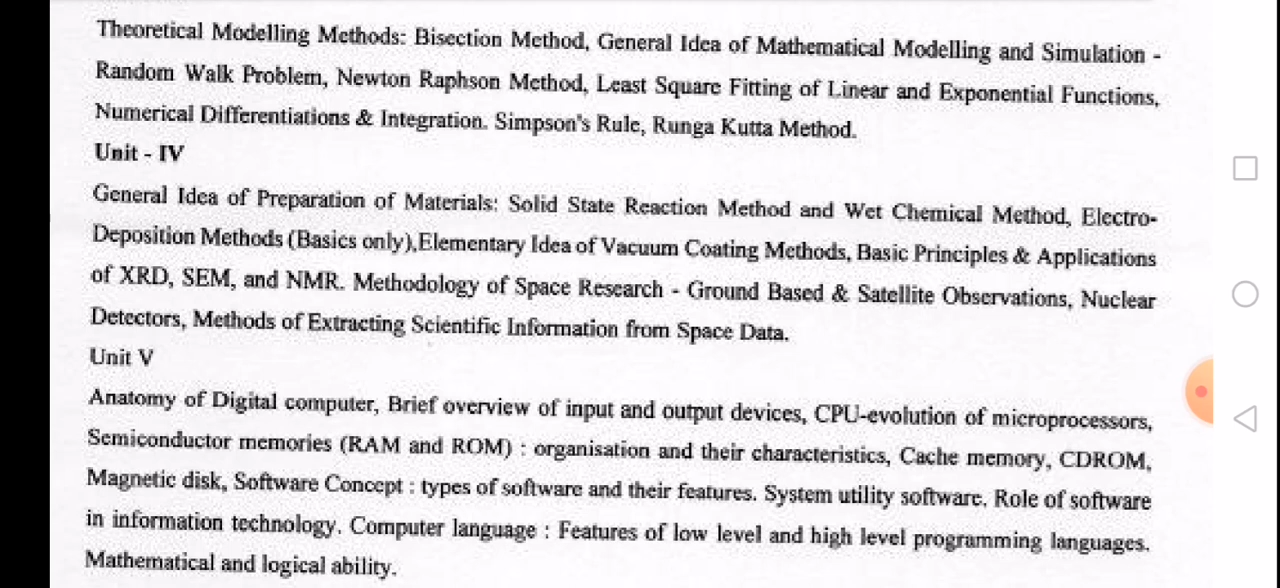 Theoretical Modelling Methods: Bisection Method, General Idea of Mathematical Modelling and Simulation -
Random Walk Problem, Newton Raphson Method, Least Square Fitting of Linear and Exponential Functions,
Numerical Differentiations & Integration. Simpson's Rule, Runga Kutta Method.
Unit - IV
General Idea of Preparation of Materials: Solid State Reaction Method and Wet Chemical Method, Electro-
Deposition Methods (Basics only),Elementary Idea of Vacuum Coating Methods, Basic Principles & Applications
of XRD, SEM, and NMR. Methodology of Space Research - Ground Based & Satellite Observations, Nuclear
Detectors, Methods of Extracting Scientific Information from Space Data.
Unit V
Anatomy of Digital computer, Brief overview of input and output devices, CPU-evolution of microprocessors,
Semiconductor memories (RAM and ROM) : organisation and their characteristics, Cache memory, CDROM,
Magnetic disk, Software Concept : types of software and their features. System utility software. Role of software
in information technology. Computer language : Features of low level and high level programming languages.
Mathematical and logical ability.